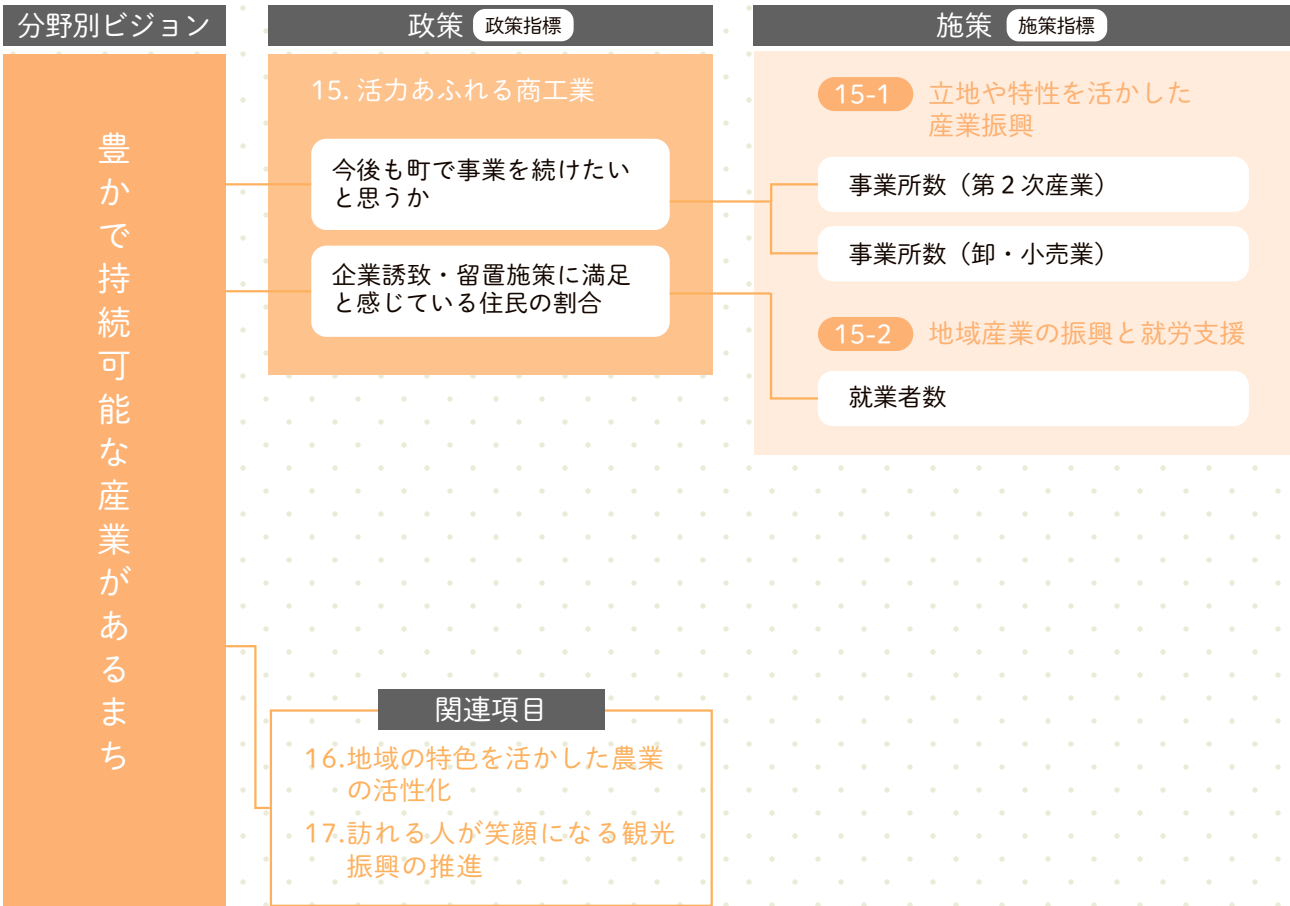 分野別ビジョン
豊かで持続可能な産業があるまち
政策 政策指標
15. 活力あふれる商工業
今後も町で事業を続けたい
と思うか
企業誘致・留置施策に満足
と感じている住民の割合
施策 施策指標
15-1 立地や特性を活かした
産業振興
事業所数（第２次産業）
事業所数（卸・小売業）
15-2 地域産業の振興と就労支援
就業者数
関連項目
16.地域の特色を活かした農業
の活性化
17.訪れる人が笑顔になる観光
振興の推進